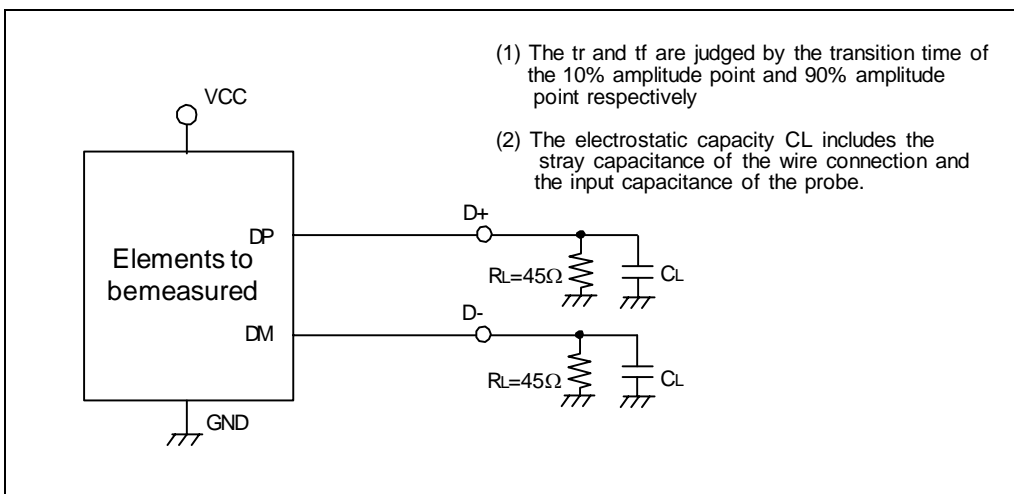 (1) The tr and tf are judged by the transition time of
the 10% amplitude point and 90% amplitude
point respectively
VCC
(2) The electrostatic capacity CL includes the
stray capacitance of the wire connection and
the input capacitance of the probe.
D+
DP
Elements to
bemeasured
RL=45Ω
CL
D-
DM
RL=45Ω
CL
GND